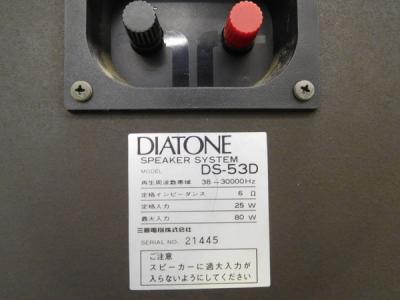 DIATONE
SPEAKER SYSTEM
MODEL DS-53D
再生周波数帯域 38~30000Hz
定格インピーダンス 6 Ω
定格入力 25 W
最大入力 80 W
三菱電機株式会社
SERIAL NO. 21445
ご注意
スピーカーに過大入力が
入らないようにしてください